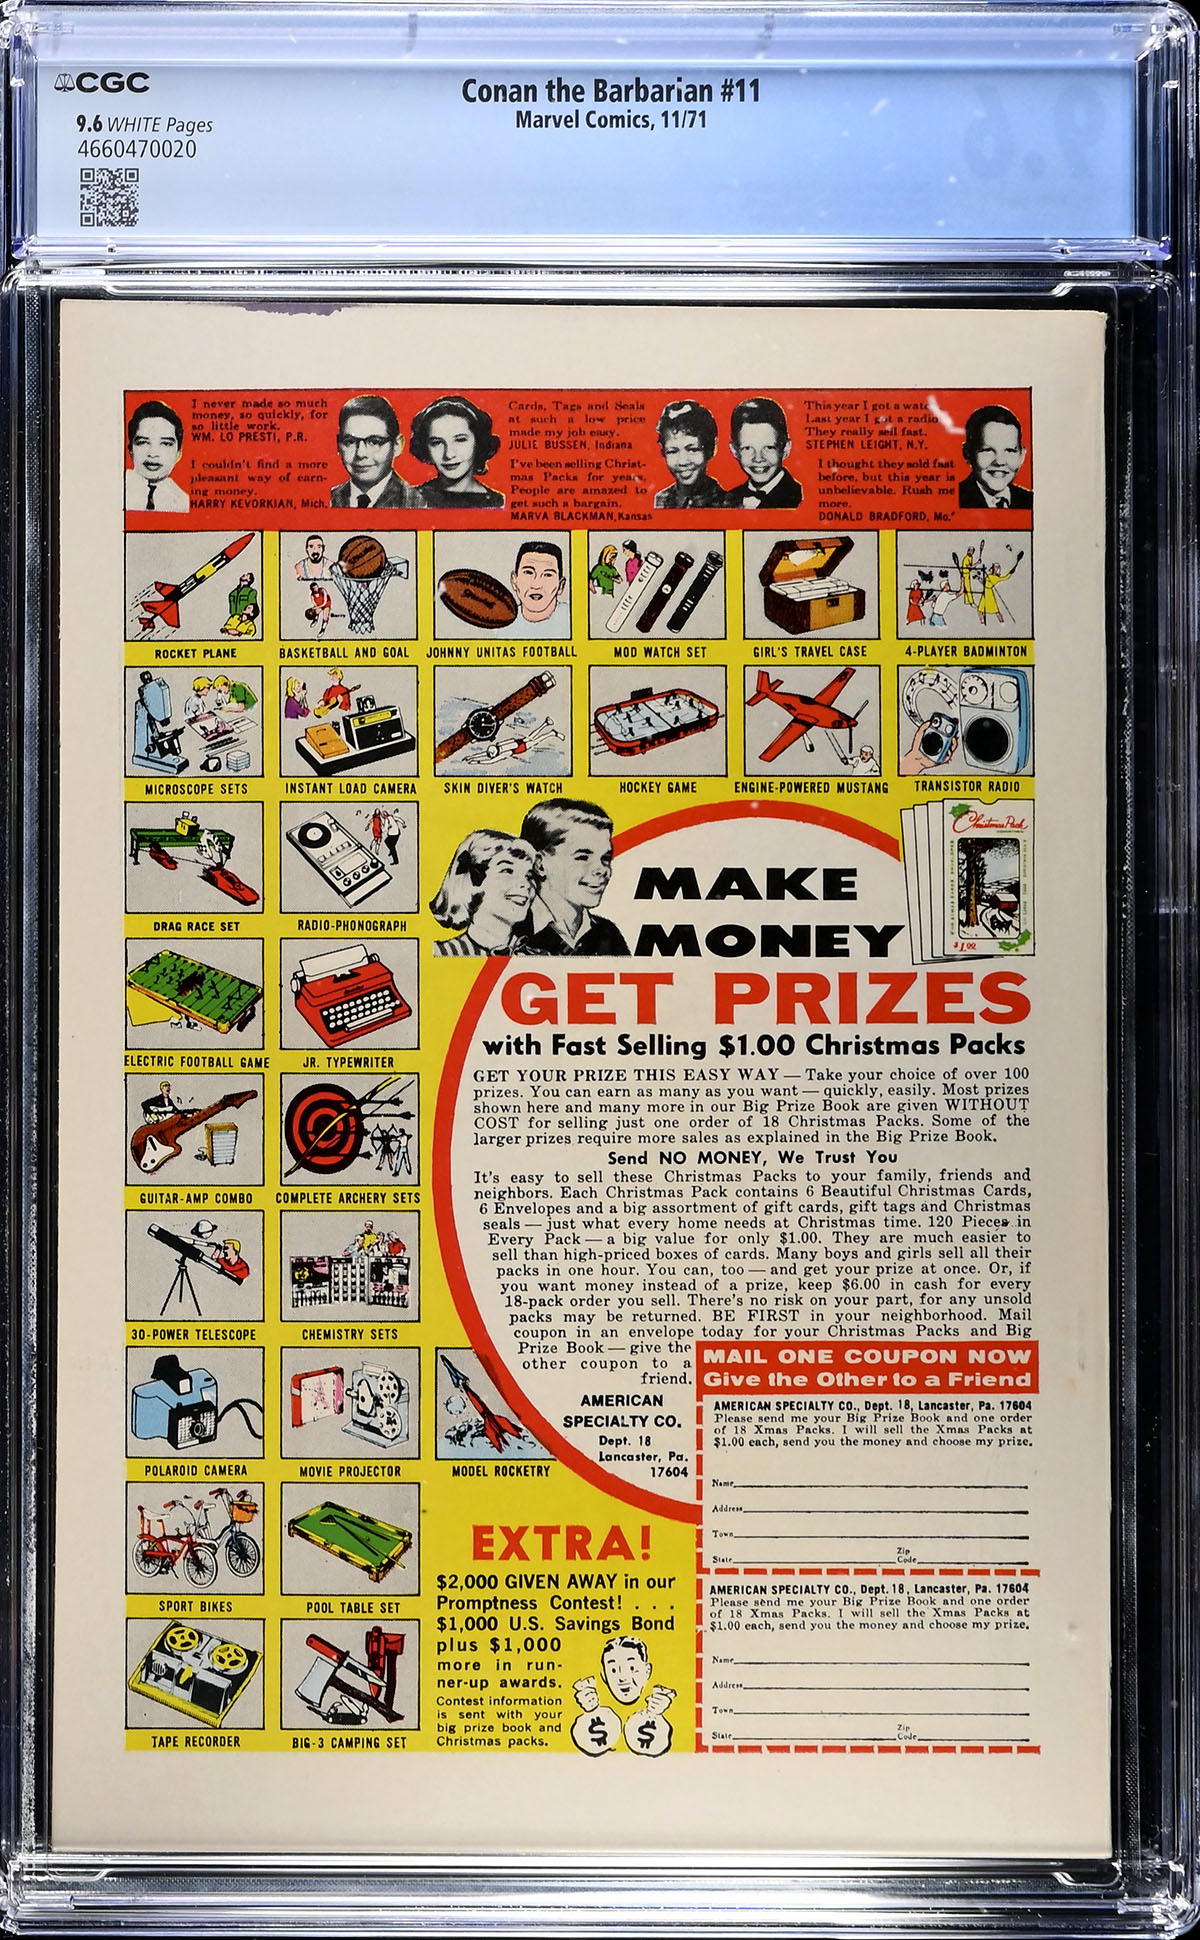 CGC
Conan the Barbarian #11
Marvel Comics, 11/71
9.6 WHITE Pages
4660470020
9.6
I never made so much
money, so quickly, for
so little work.
WM. LO PRESTI, P.R.
I couldn't find a more
pleasant way of earn-
ing money.
HARRY KEVORKIAN, Mich.
Cards, Tags and Seals
at such a low price
made my job easy.
JULIE BUSSEN, Indiana
I've been selling Christ-
mas Packs for years.
People are amazed to
get such a bargain.
MARVA BLACKMAN, Kansas
This year I got a watch
Last year I got a radio
They really sell fast.
STEPHEN LEIGHT, N.Y.
I thought they sold fast
before, but this year is
unbelievable. Rush me
more.
DONALD BRADFORD, Mo."
ROCKET PLANE
BASKETBALL AND GOAL
JOHNNY UNITAS FOOTBALL
MOD WATCH SET
GIRL'S TRAVEL CASE
4-PLAYER BADMINTON
MICROSCOPE SETS
INSTANT LOAD CAMERA
SKIN DIVER'S WATCH
HOCKEY GAME
ENGINE-POWERED MUSTANG
TRANSISTOR RADIO
DRAG RACE SET
RADIO-PHONOGRAPH
Christmas Pack
$1.00
MAKE
MONEY
GET PRIZES
with Fast Selling $1.00 Christmas Packs
ELECTRIC FOOTBALL GAME
JR. TYPEWRITER
GUITAR-AMP COMBO
COMPLETE ARCHERY SETS
30-POWER TELESCOPE
CHEMISTRY SETS
POLAROID CAMERA
MOVIE PROJECTOR
MODEL ROCKETRY
SPORT BIKES
POOL TABLE SET
TAPE RECORDER
BIG-3 CAMPING SET
GET YOUR PRIZE THIS EASY WAY — Take your choice of over 100
prizes. You can earn as many as you want — quickly, easily. Most prizes
shown here and many more in our Big Prize Book are given WITHOUT
COST for selling just one order of 18 Christmas Packs. Some of the
larger prizes require more sales as explained in the Big Prize Book.
Send NO MONEY, We Trust You
It's easy to sell these Christmas Packs to your family, friends and
neighbors. Each Christmas Pack contains 6 Beautiful Christmas Cards,
6 Envelopes and a big assortment of gift cards, gift tags and Christmas
seals — just what every home needs at Christmas time. 120 Pieces in
Every Pack — a big value for only $1.00. They are much easier to
sell than high-priced boxes of cards. Many boys and girls sell all their
packs in one hour. You can, too — and get your prize at once. Or, if
you want money instead of a prize, keep $6.00 in cash for every
18-pack order you sell. There's no risk on your part, for any unsold
packs may be returned. BE FIRST in your neighborhood. Mail
coupon in an envelope today for your Christmas Packs and Big
Prize Book — give the
other coupon to a
friend.
AMERICAN
SPECIALTY CO.
Dept. 18
Lancaster, Pa.
17604
EXTRA!
$2,000 GIVEN AWAY in our
Promptness Contest! . . .
$1,000 U.S. Savings Bond
plus $1,000
more in run-
ner-up awards.
Contest information
is sent with your
big prize book and
Christmas packs.
$ $
MAIL ONE COUPON NOW
Give the Other to a Friend
AMERICAN SPECIALTY CO., Dept. 18, Lancaster, Pa. 17604
Please send me your Big Prize Book and one order
of 18 Xmas Packs. I will sell the Xmas Packs at
$1.00 each, send you the money and choose my prize.
Name
Address
Town
State Zip Code
AMERICAN SPECIALTY CO., Dept. 18, Lancaster, Pa. 17604
Please send me your Big Prize Book and one order
of 18 Xmas Packs. I will sell the Xmas Packs at
$1.00 each, send you the money and choose my prize.
Name
Address
Town
State Zip Code